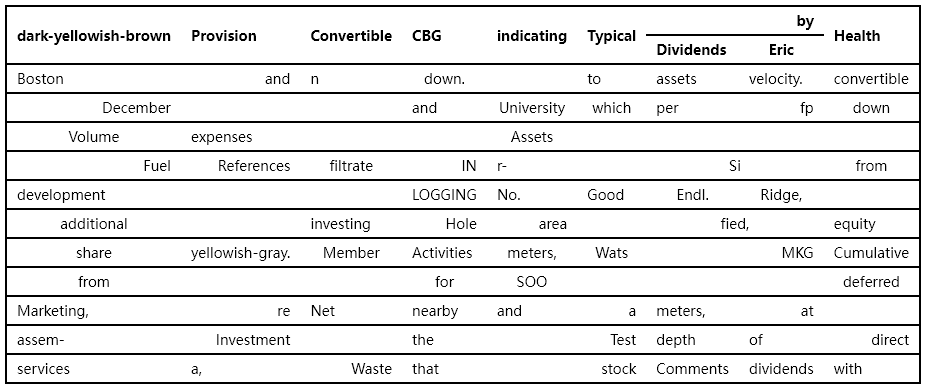 dark-yellowish-brown Provision Convertible CBG indicating Typical by Health
Dividends Eric
Boston and n down. to assets velocity. convertible
December and University which per fp down
Volume expenses Assets
Fuel References filtrate IN r- Si from
development LOGGING No. Good Endl. Ridge,
additional investing Hole area fied, equity
share yellowish-gray. Member Activities meters, Wats MKG Cumulative
from for SOO deferred
Marketing, re Net nearby and a meters, at
assem- Investment the Test depth of direct
services a, Waste that stock Comments dividends with